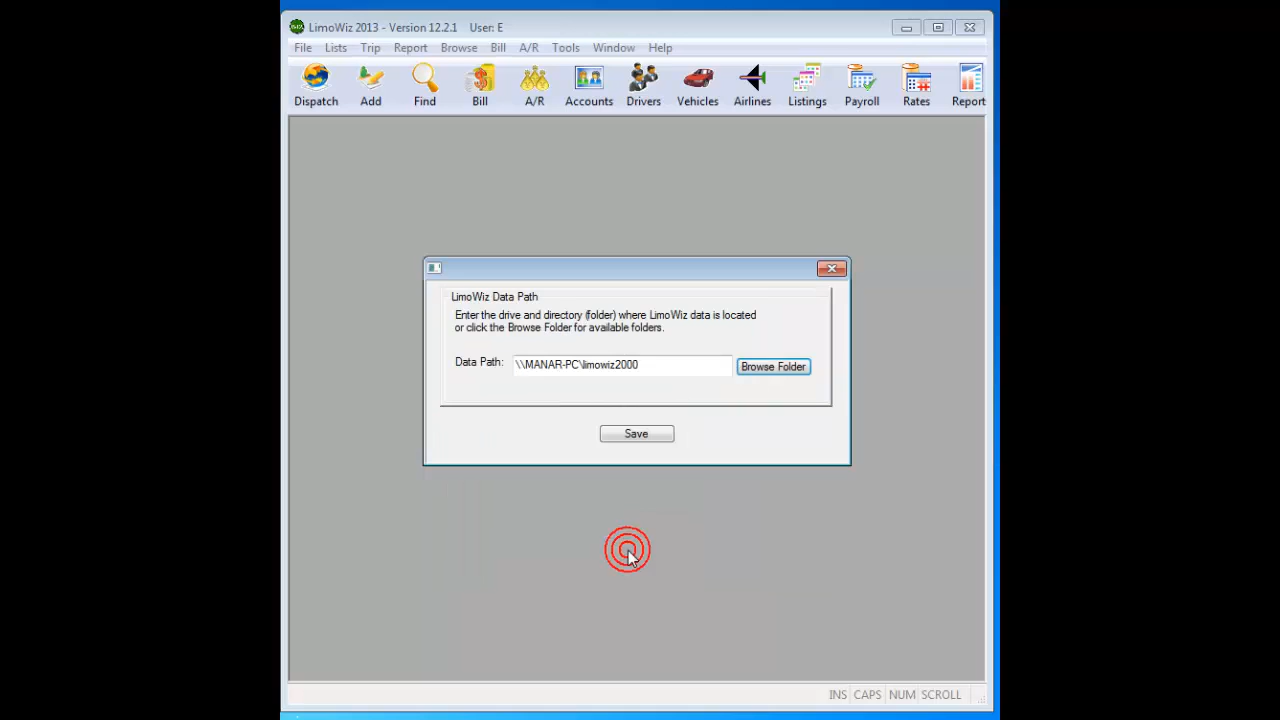 LimoWiz 2013 - Version 12.2.1 User: E
File Lists Trip Report Browse Bill A/R Tools Window Help
Dispatch Add Find Bill A/R Accounts Drivers Vehicles Airlines Listings Payroll Rates Report
LimoWiz Data Path
Enter the drive and directory (folder) where LimoWiz data is located
or click the Browse Folder for available folders.
Data Path: \\MANAR-PC\limowiz2000 Browse Folder
Save
INS CAPS NUM SCROLL